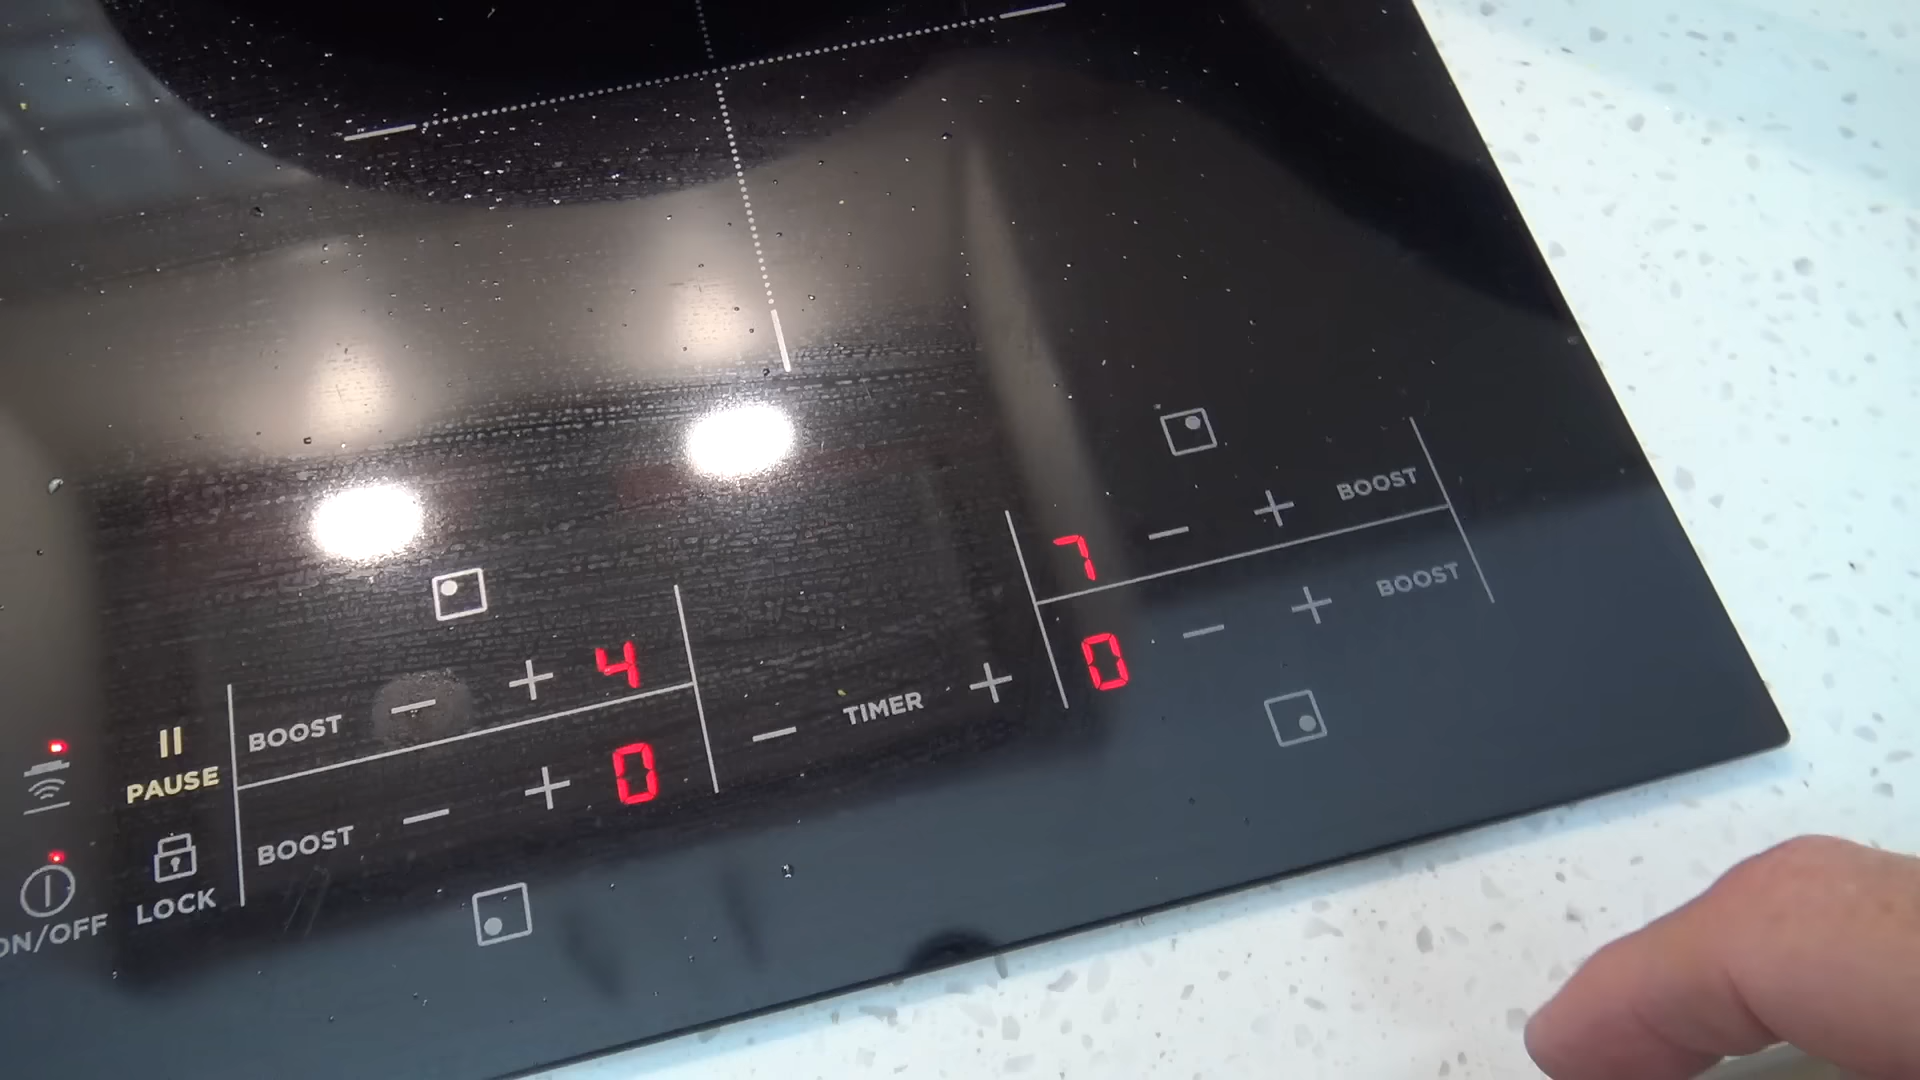 7 − + BOOST
− + BOOST
0
BOOST − + 4
− TIMER +
BOOST − + 0
PAUSE
LOCK
ON/OFF